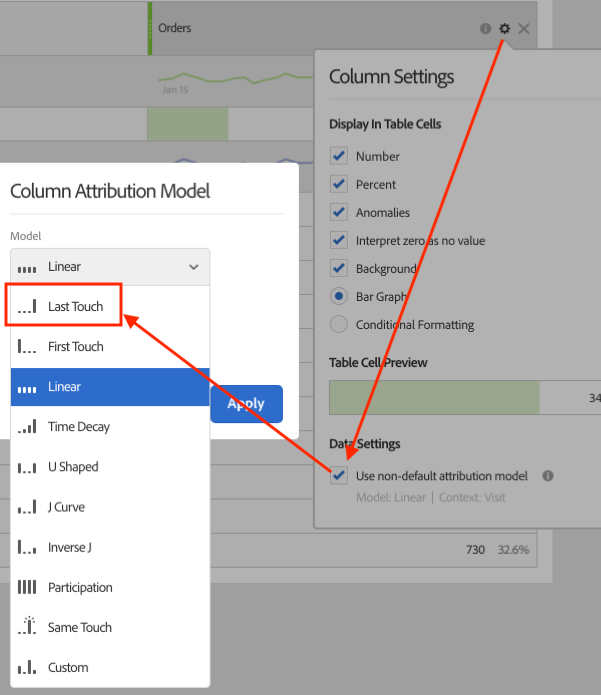 Orders
Jan 15
Column Settings
Display In Table Cells
Number
Percent
Anomalies
Interpret zero as no value
Background
Bar Graph
Conditional Formatting
Table Cell Preview
34
Data Settings
Use non-default attribution model
Model: Linear | Context: Visit
730 32.6%
Column Attribution Model
Model
Linear
Last Touch
First Touch
Linear
Time Decay
U Shaped
J Curve
Inverse J
Participation
Same Touch
Custom
Apply